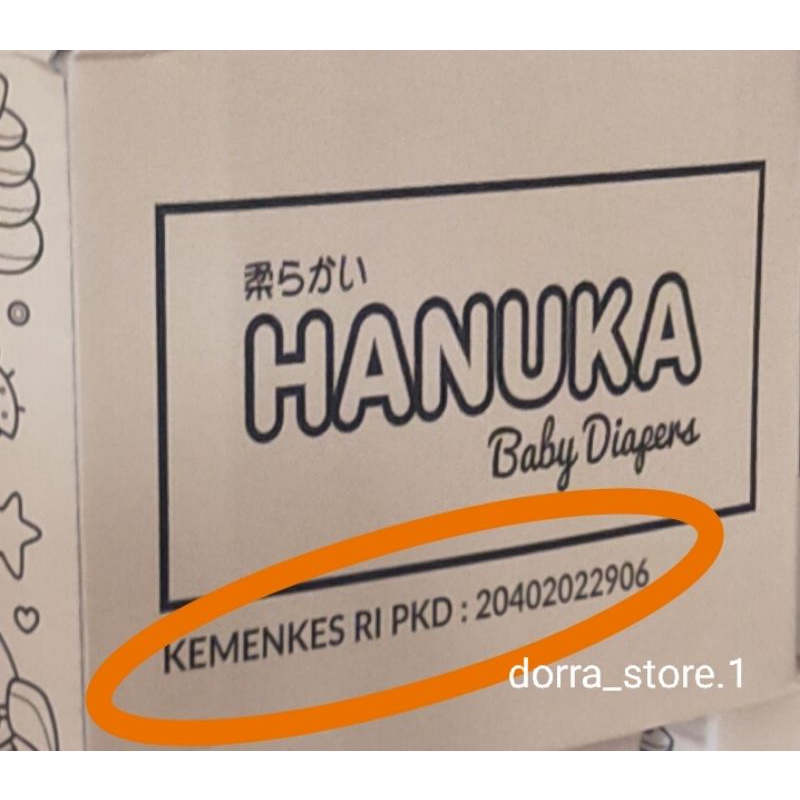 柔らかい
HANUKA
Baby Diapers
KEMENKES RI PKD : 20402022906
dorra_store.1